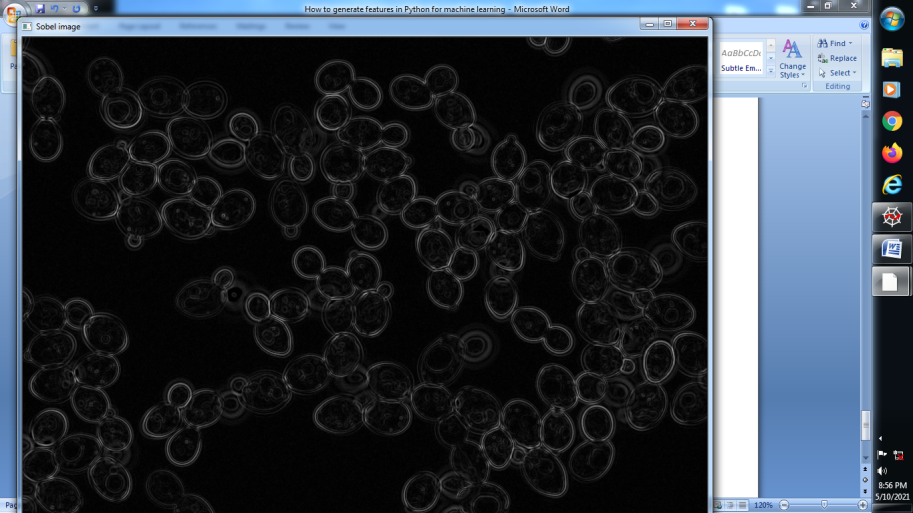 How to generate features in Python for machine learning - Microsoft Word
Sobel image
Find
Replace
Select
Editing
AaBbCcDc
Subtle Em...
Change
Styles
120%
8:56 PM
5/10/2021